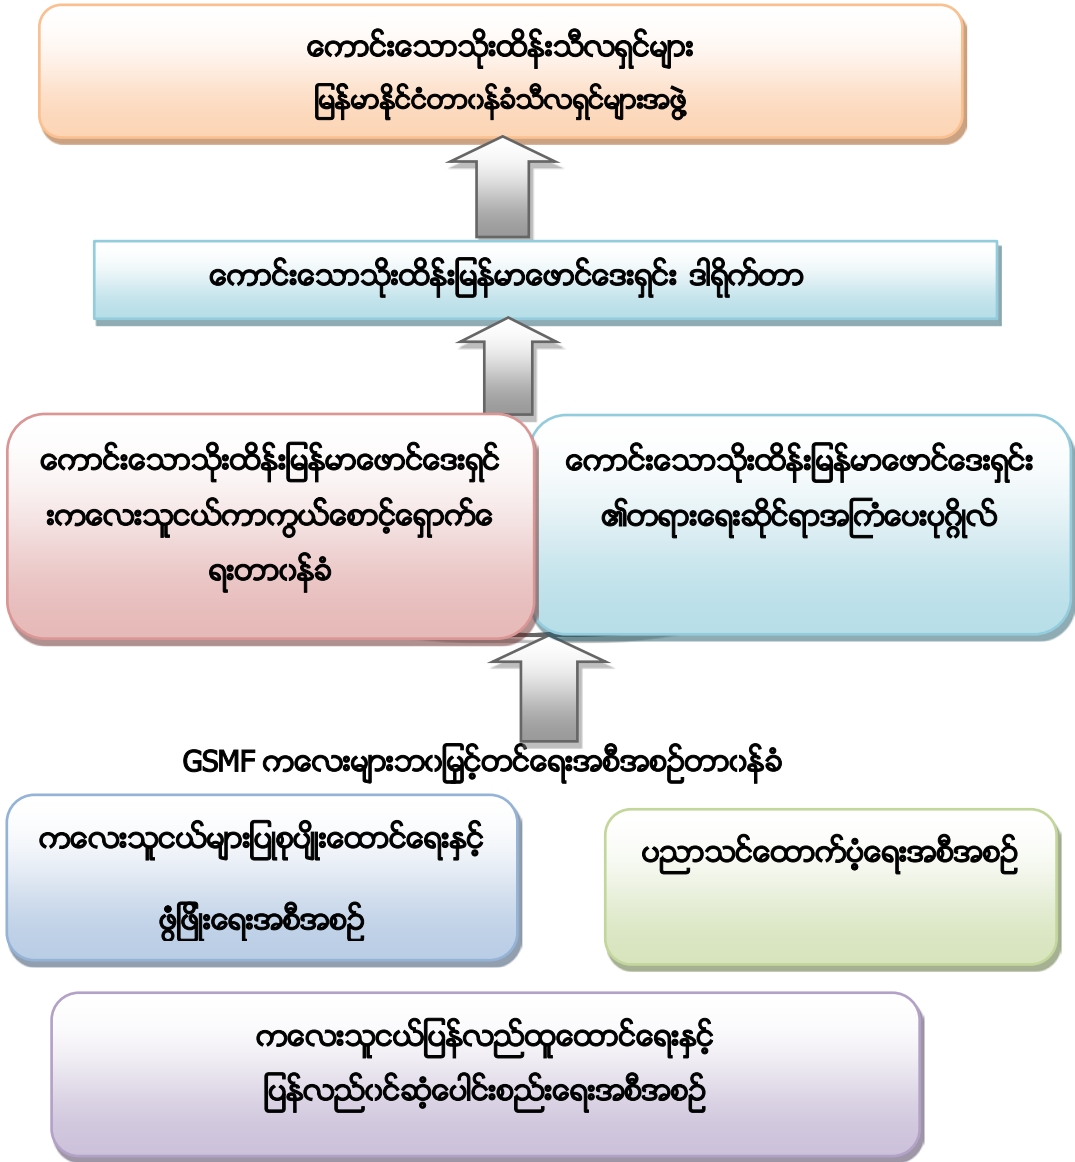 ကောင်းသောသိုးထိန်းသီလရှင်များ
မြန်မာနိုင်ငံတာဝန်ခံသီလရှင်များအဖွဲ့
ကောင်းသောသိုးထိန်းမြန်မာဖောင်ဒေးရှင်း ဒါရိုက်တာ
ကောင်းသောသိုးထိန်းမြန်မာဖောင်ဒေးရှင်
းကလေးသူငယ်ကာကွယ်စောင့်ရှောက်ေ
ရးတာဝန်ခံ
ကောင်းသောသိုးထိန်းမြန်မာဖောင်ဒေးရှင်း
၏တရားရေးဆိုင်ရာအကြံပေးပုဂ္ဂိုလ်
GSMF ကလေးများဘဝမြှင့်တင်ရေးအစီအစဉ်တာဝန်ခံ
ကလေးသူငယ်များပြုစုပျိုးထောင်ရေးနှင့်
ဖွံ့ဖြိုးရေးအစီအစဉ်
ပညာသင်ထောက်ပံ့ရေးအစီအစဉ်
ကလေးသူငယ်ပြန်လည်ထူထောင်ရေးနှင့်
ပြန်လည်ဝင်ဆံ့ပေါင်းစည်းရေးအစီအစဉ်